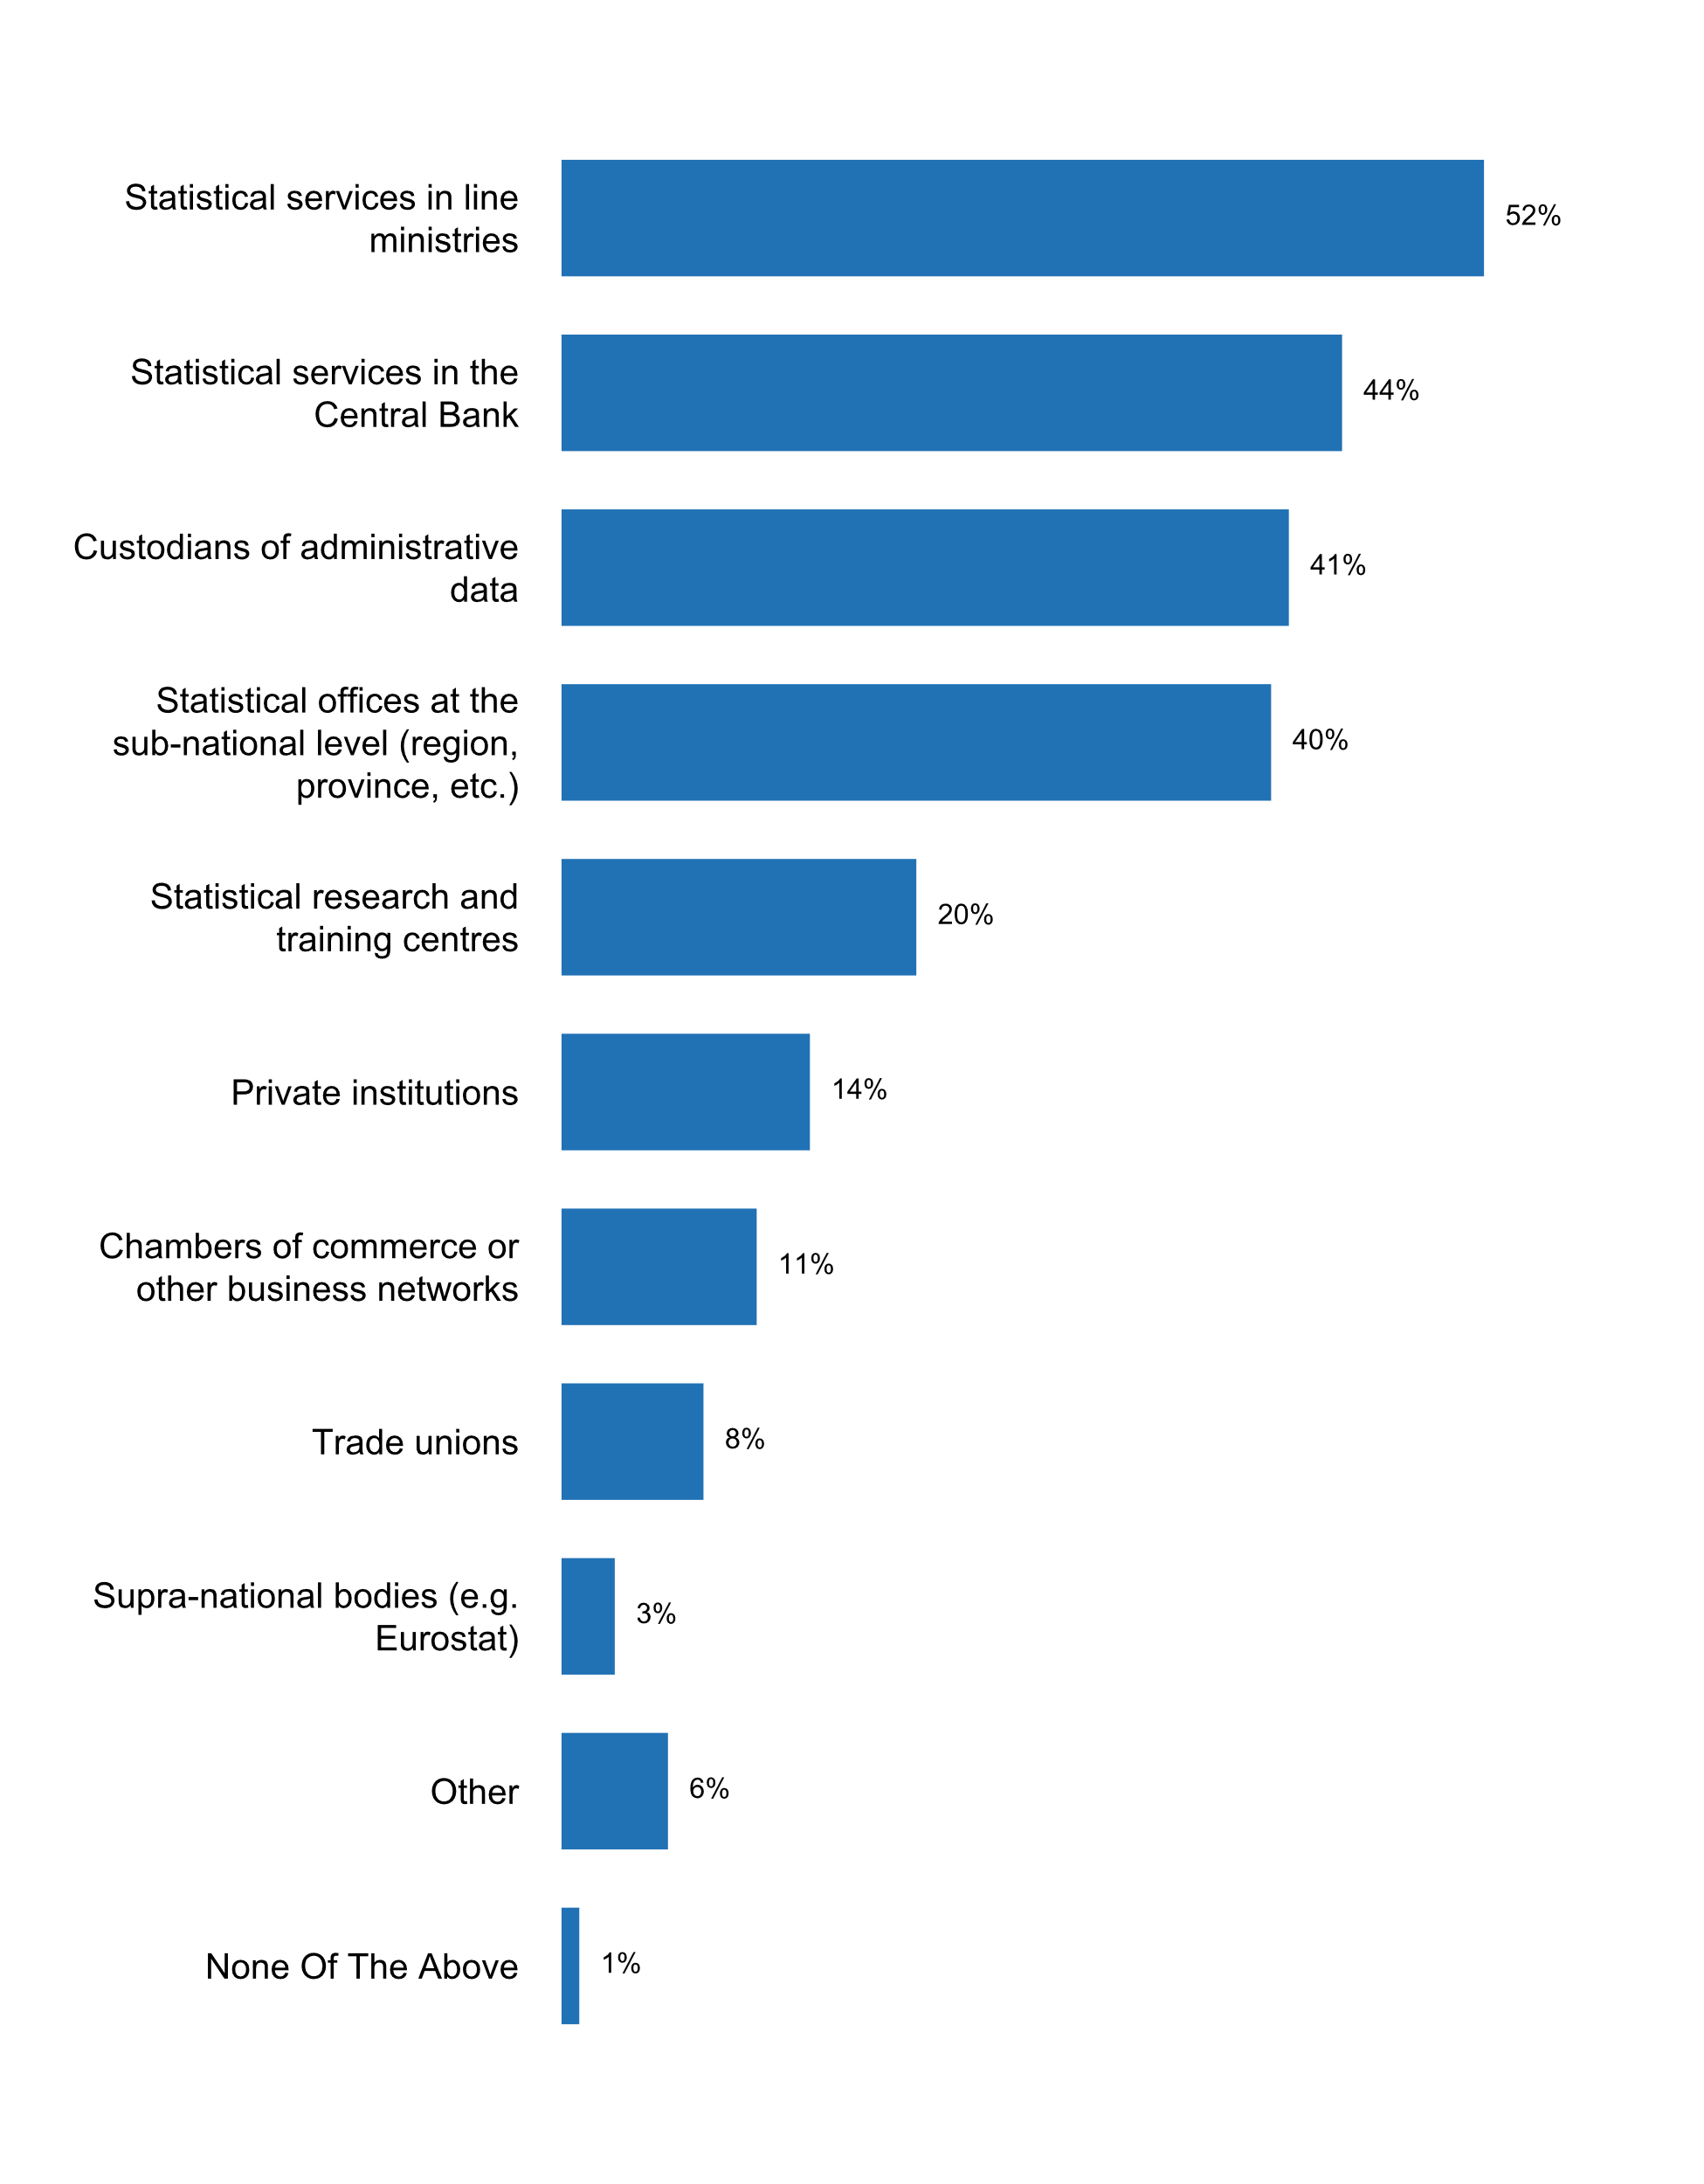 Statistical services in line
ministries
52%
Statistical services in the
Central Bank
44%
Custodians of administrative
data
41%
Statistical offices at the
sub-national level (region,
province, etc.)
40%
Statistical research and
training centres
20%
Private institutions
14%
Chambers of commerce or
other business networks
11%
Trade unions
8%
Supra-national bodies (e.g.
Eurostat)
3%
Other
6%
None Of The Above
1%